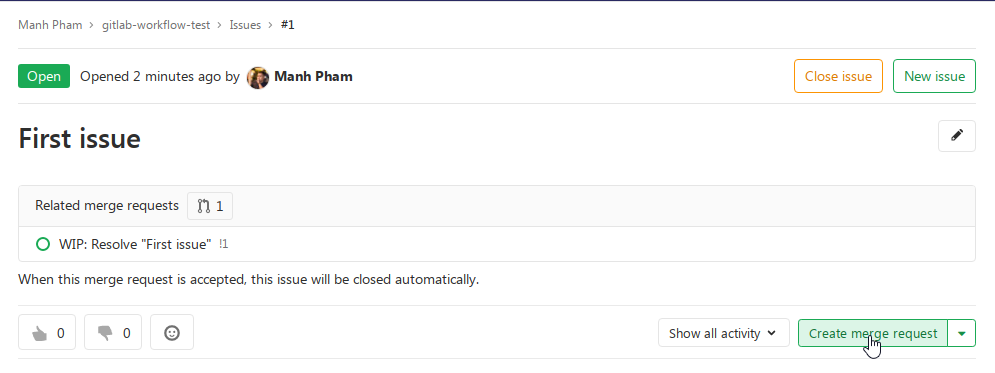 Manh Pham > gitlab-workflow-test > Issues > #1
Open Opened 2 minutes ago by Manh Pham Close issue New issue
First issue
Related merge requests 1
WIP: Resolve "First issue" !1
When this merge request is accepted, this issue will be closed automatically.
0 0 Show all activity Create merge request